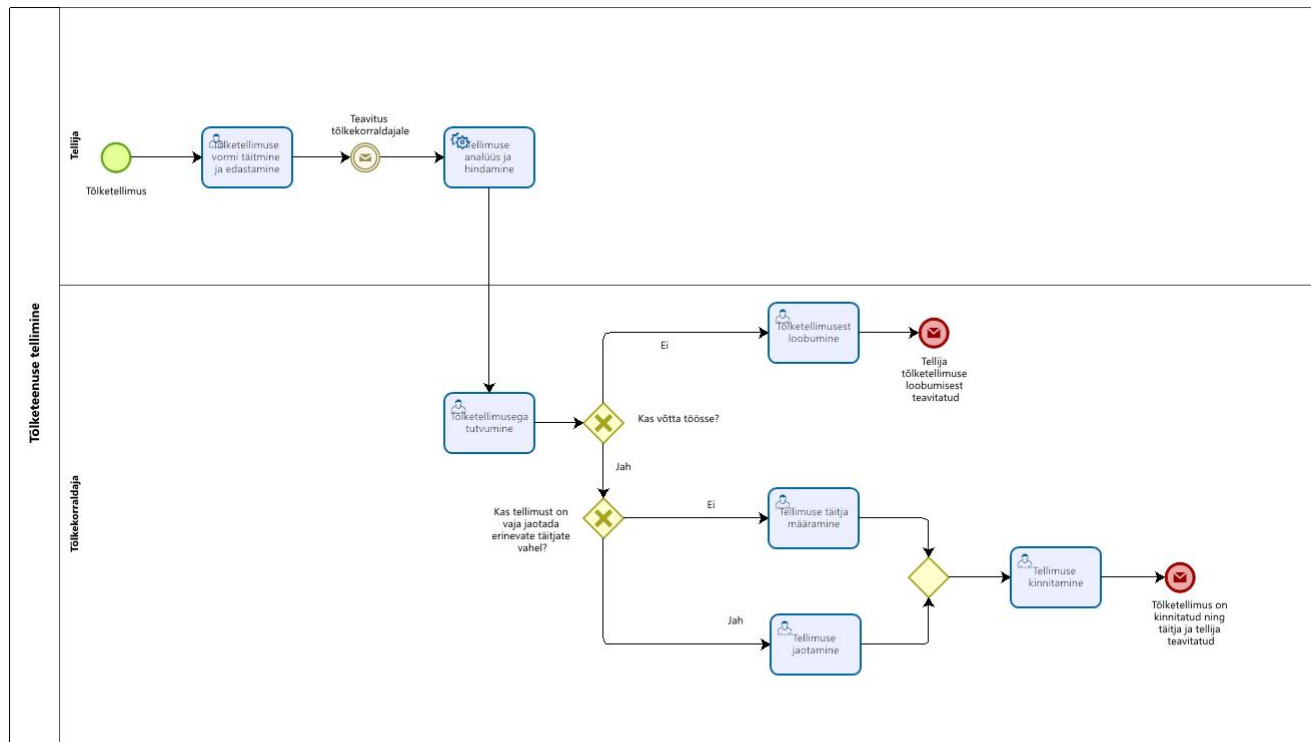 Tõlketeenuse tellimine
Tellija
Tõlketellimus
Tõlketellimuse
vormi täitmine
ja edastamine
Teavitus
tõlkekorraldajale
Tellimuse
analüüs ja
hindamine
Tõlkekorraldaja
Tõlketellimusega
tutvumine
Kas võtta töösse?
Ei
Tõlketellimusest
loobumine
Tellija
tõlketellimuse
loobumisest
teavitatud
Jah
Kas tellimust on
vaja jaotada
erinevate täitjate
vahel?
Ei
Tellimuse täitja
määramine
Jah
Tellimuse
jaotamine
Tellimuse
kinnitamine
Tõlketellimus on
kinnitatud ning
täitja ja tellija
teavitatud